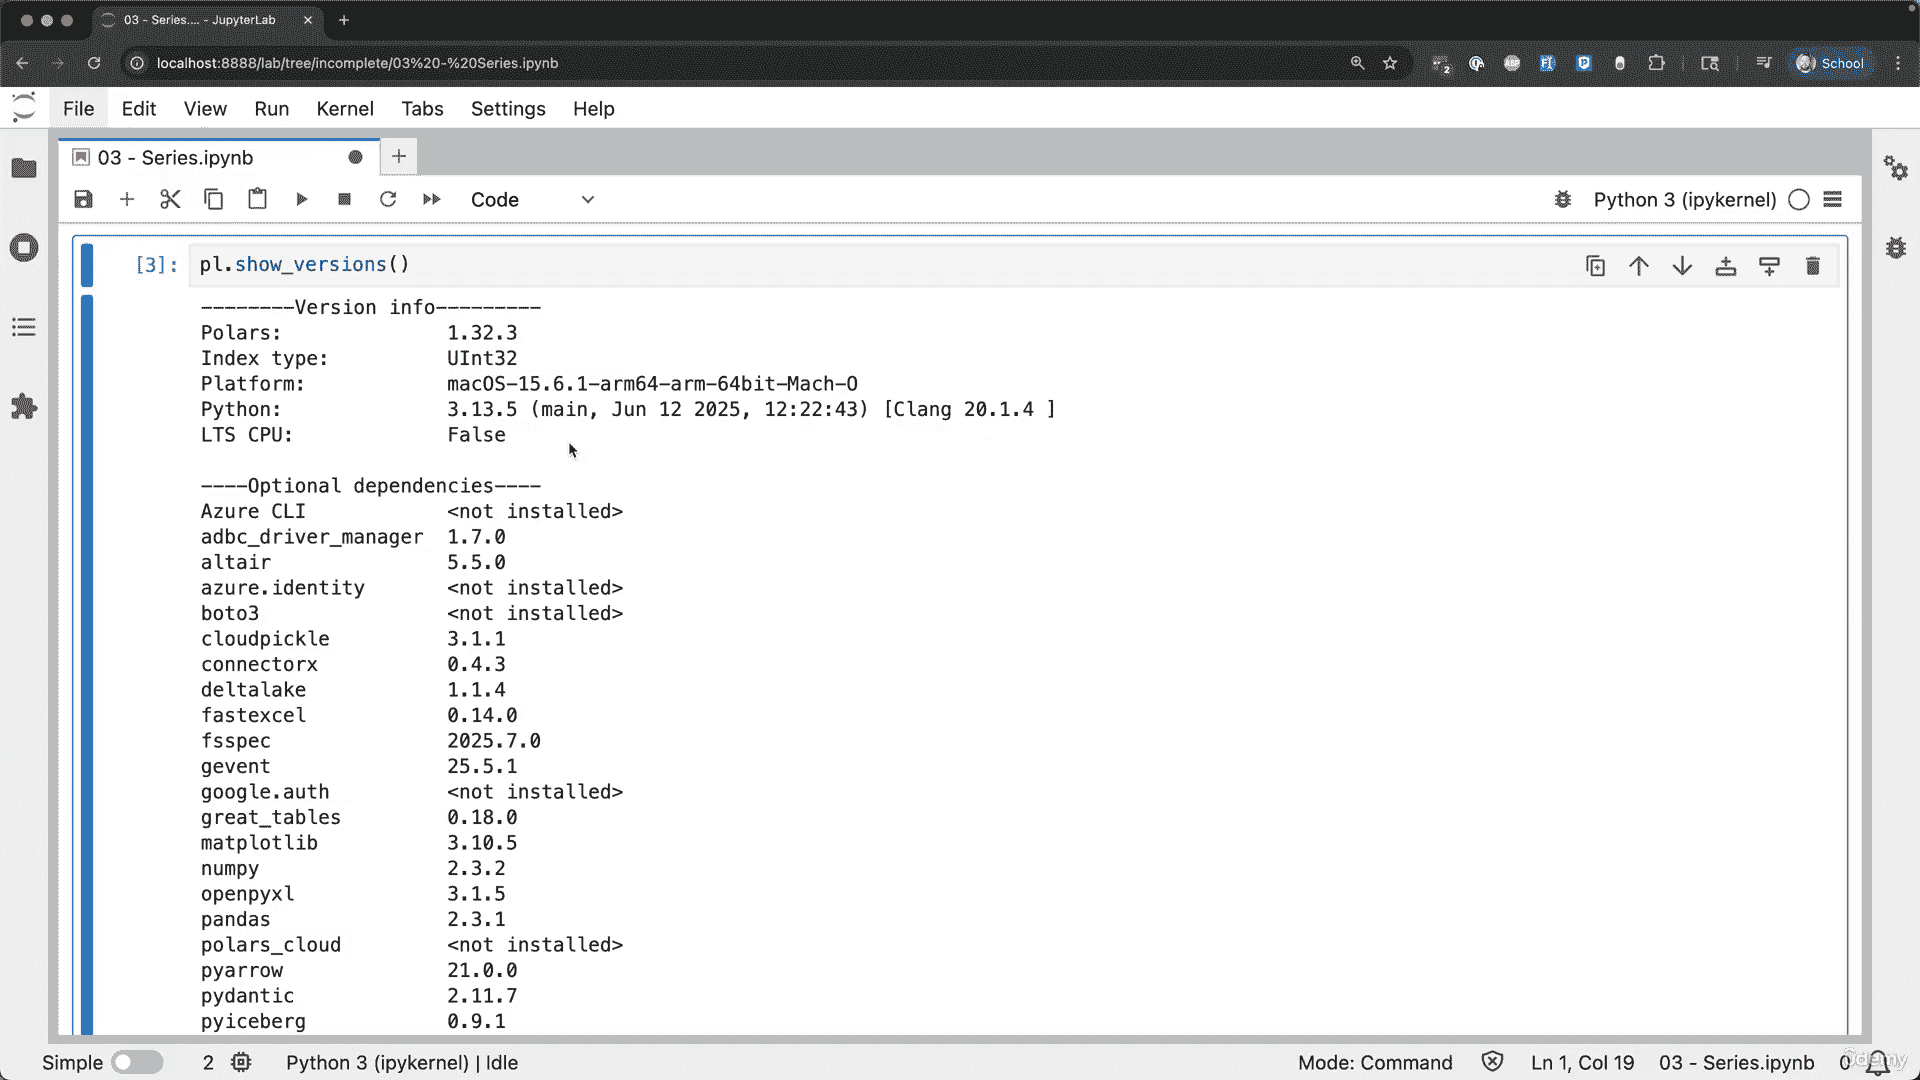 03 - Series.... - JupyterLab
localhost:8888/lab/tree/incomplete/03%20-%20Series.ipynb
2
ABP
School
File Edit View Run Kernel Tabs Settings Help
03 - Series.ipynb
Code
Python 3 (ipykernel)
[3]: pl.show_versions()
--------Version info---------
Polars: 1.32.3
Index type: UInt32
Platform: macOS-15.6.1-arm64-arm-64bit-Mach-O
Python: 3.13.5 (main, Jun 12 2025, 12:22:43) [Clang 20.1.4 ]
LTS CPU: False
----Optional dependencies----
Azure CLI <not installed>
adbc_driver_manager 1.7.0
altair 5.5.0
azure.identity <not installed>
boto3 <not installed>
cloudpickle 3.1.1
connectorx 0.4.3
deltalake 1.1.4
fastexcel 0.14.0
fsspec 2025.7.0
gevent 25.5.1
google.auth <not installed>
great_tables 0.18.0
matplotlib 3.10.5
numpy 2.3.2
openpyxl 3.1.5
pandas 2.3.1
polars_cloud <not installed>
pyarrow 21.0.0
pydantic 2.11.7
pyiceberg 0.9.1
Simple 2 Python 3 (ipykernel) | Idle Mode: Command Ln 1, Col 19 03 - Series.ipynb 0
Udemy